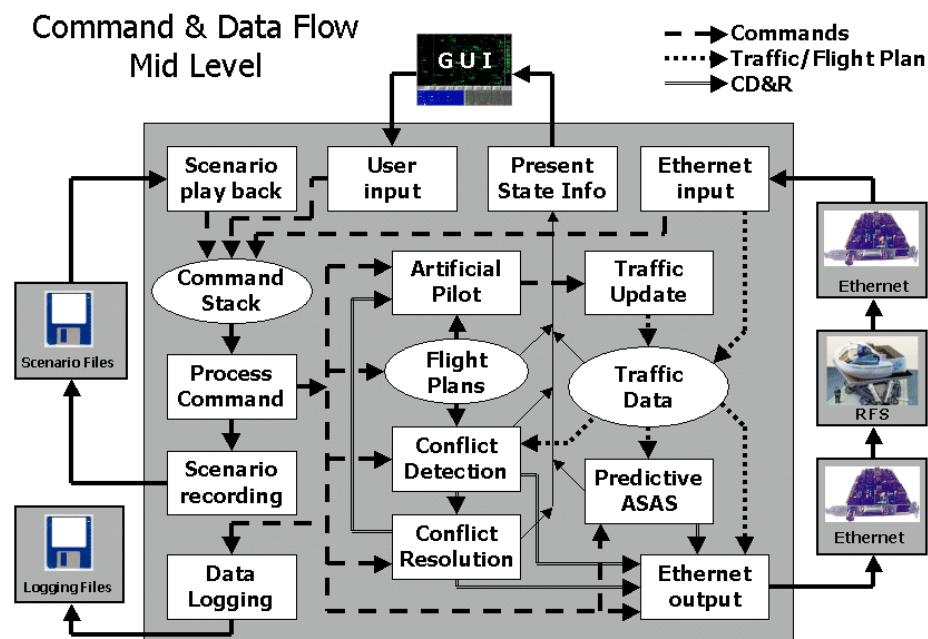 Command & Data Flow
Mid Level
GUI
Commands
Traffic/Flight Plan
CD&R
Scenario
play back
User
input
Present
State Info
Ethernet
input
Command
Stack
Artificial
Pilot
Traffic
Update
Ethernet
Scenario Files
Process
Command
Flight
Plans
Traffic
Data
RFS
Scenario
recording
Conflict
Detection
Predictive
ASAS
Ethernet
Logging Files
Data
Logging
Conflict
Resolution
Ethernet
output